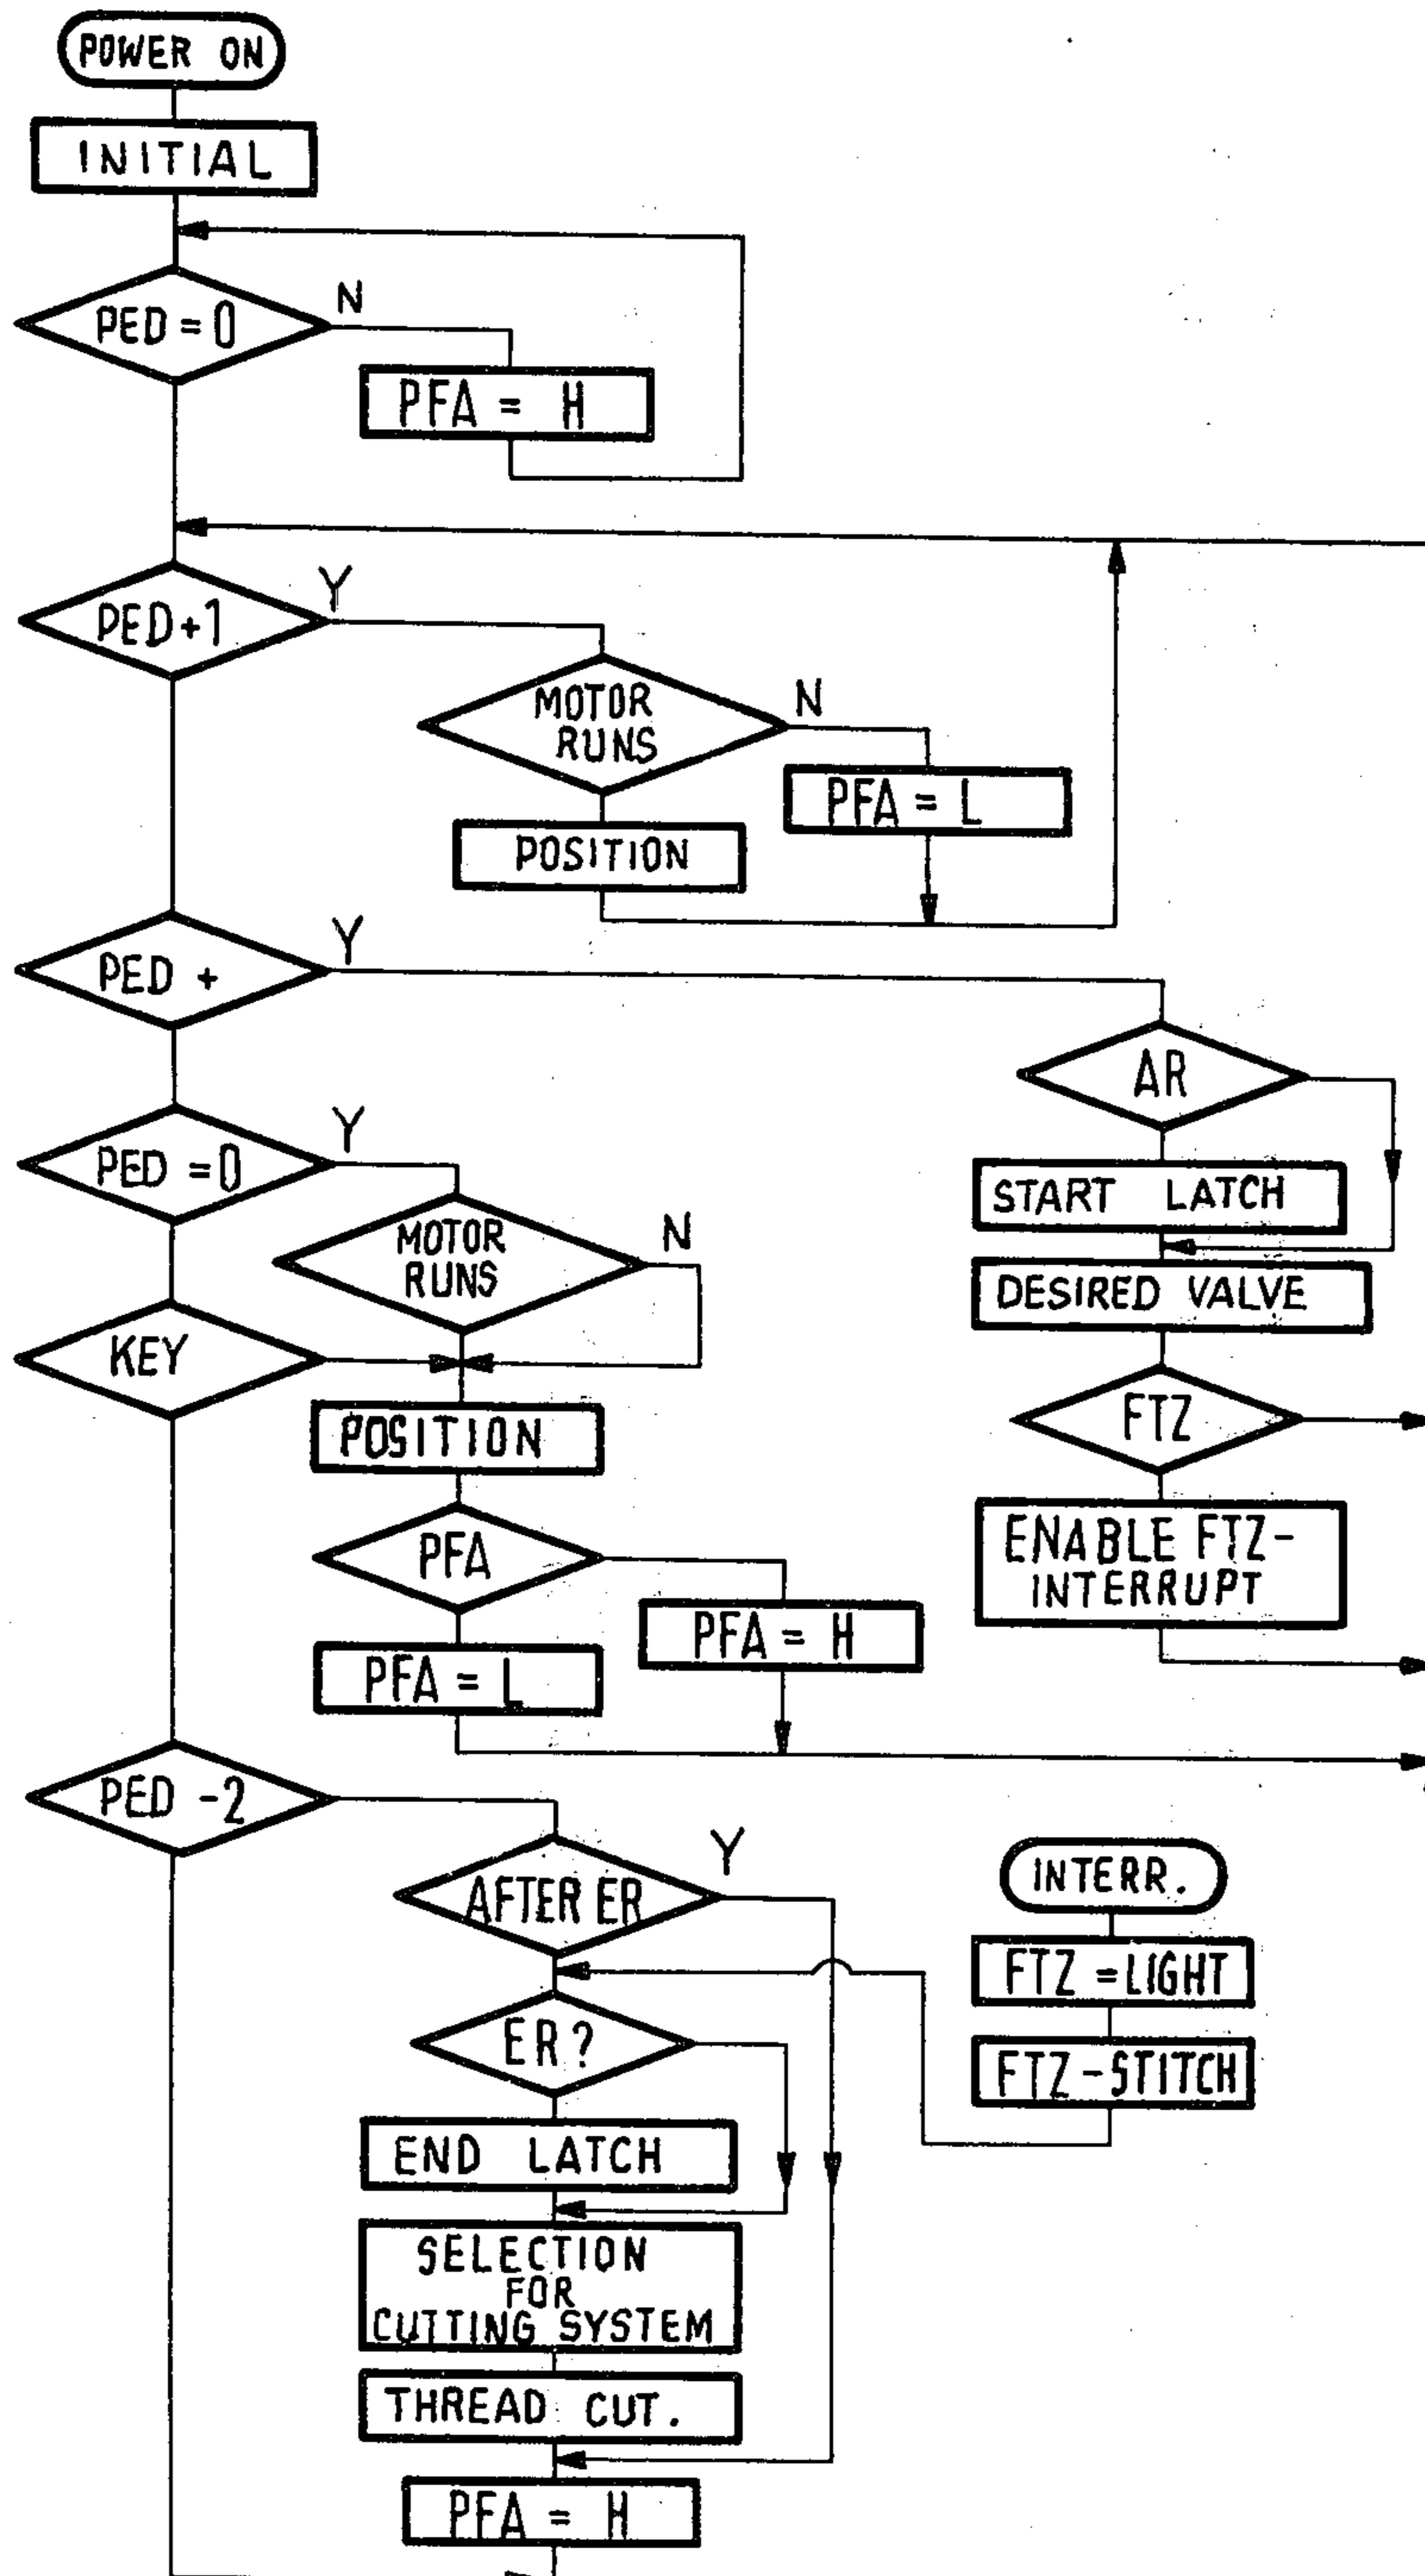 POWER ON
INITIAL
PED = 0
N
PFA = H
PED+1
Y
MOTOR
RUNS
N
PFA = L
POSITION
PED +
Y
AR
PED = 0
Y
START LATCH
MOTOR
RUNS
N
DESIRED VALVE
KEY
FTZ
POSITION
ENABLE FTZ-
INTERRUPT
PFA
PFA = H
PFA = L
PED -2
AFTER ER
Y
INTERR.
FTZ = LIGHT
ER?
FTZ-STITCH
END LATCH
SELECTION
FOR
CUTTING SYSTEM
THREAD CUT.
PFA = H